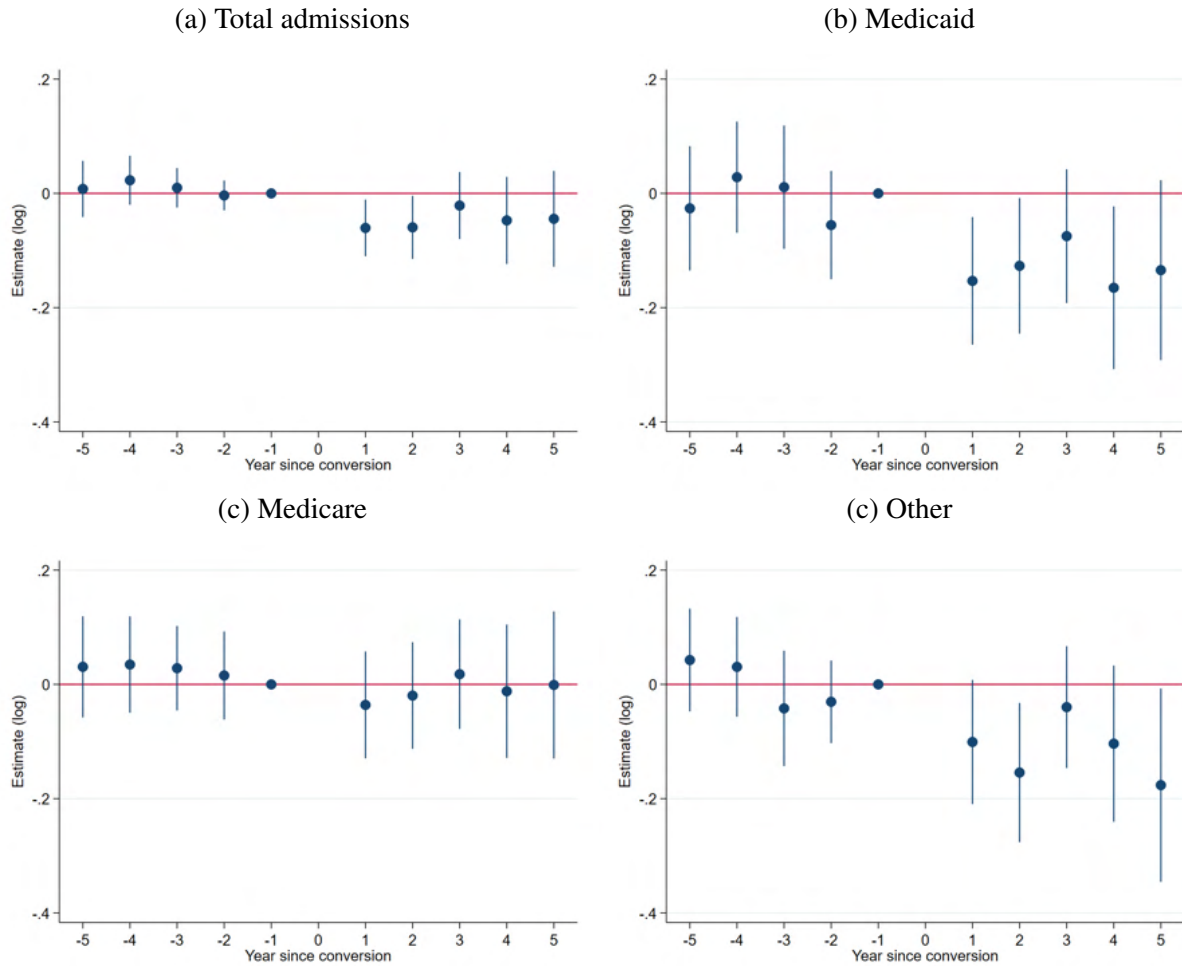 (a) Total admissions
.2
0
-.2
-.4
Estimate (log)
-5 -4 -3 -2 -1 0 1 2 3 4 5
Year since conversion
(b) Medicaid
.2
0
-.2
-.4
Estimate (log)
-5 -4 -3 -2 -1 0 1 2 3 4 5
Year since conversion
(c) Medicare
.2
0
-.2
-.4
Estimate (log)
-5 -4 -3 -2 -1 0 1 2 3 4 5
Year since conversion
(c) Other
.2
0
-.2
-.4
Estimate (log)
-5 -4 -3 -2 -1 0 1 2 3 4 5
Year since conversion